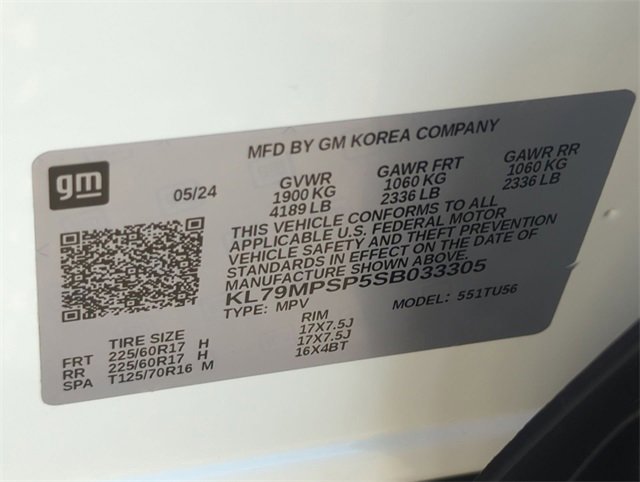 MFD BY GM KOREA COMPANY
gm
05/24
GVWR GAWR FRT GAWR RR
1900 KG 1060 KG 1060 KG
4189 LB 2336 LB 2336 LB
THIS VEHICLE CONFORMS TO ALL
APPLICABLE U.S. FEDERAL MOTOR
VEHICLE SAFETY AND THEFT PREVENTION
STANDARDS IN EFFECT ON THE DATE OF
MANUFACTURE SHOWN ABOVE.
KL79MPSP5SB033305
TYPE: MPV MODEL: 551TU56
TIRE SIZE RIM
FRT 225/60R17 H 17X7.5J
RR 225/60R17 H 17X7.5J
SPA T125/70R16 M 16X4BT